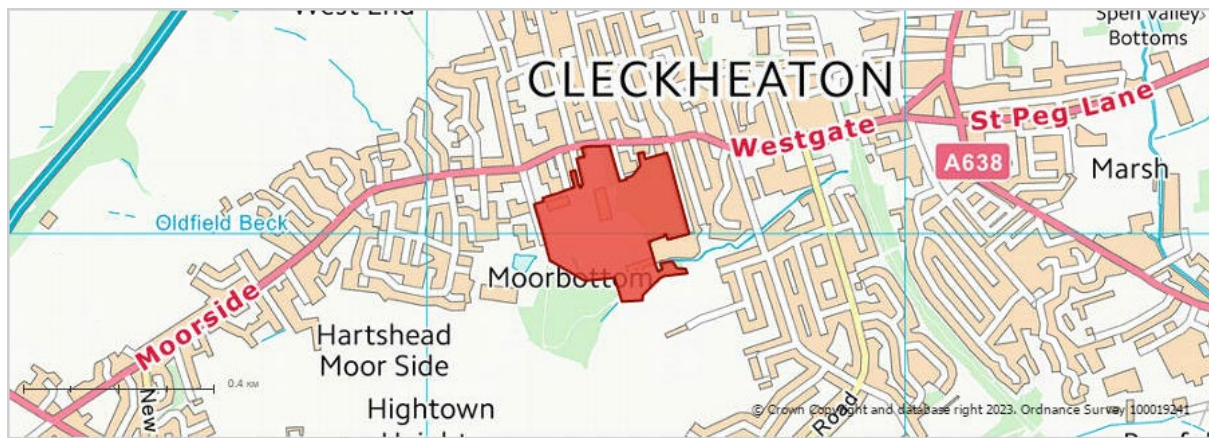 West End
Spen Valley
Bottoms
CLECKHEATON
St Peg Lane
Westgate
A638
Marsh
Oldfield Beck
Moorbottom
Moorside
Hartshead
Moor Side
0.4 KM
Hightown
New
Road
© Crown Copyright and database right 2023. Ordnance Survey 100019241